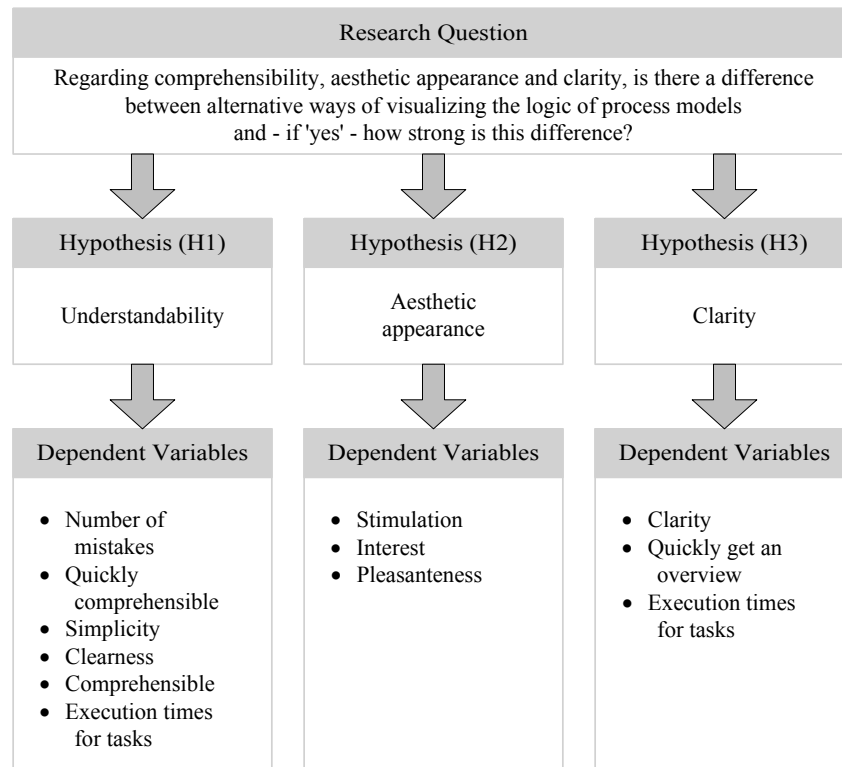 Research Question
Regarding comprehensibility, aesthetic appearance and clarity, is there a difference
between alternative ways of visualizing the logic of process models
and - if 'yes' - how strong is this difference?
Hypothesis (H1)
Understandability
Hypothesis (H2)
Aesthetic
appearance
Hypothesis (H3)
Clarity
Dependent Variables
• Number of
mistakes
• Quickly
comprehensible
• Simplicity
• Clearness
• Comprehensible
• Execution times
for tasks
Dependent Variables
• Stimulation
• Interest
• Pleasanteness
Dependent Variables
• Clarity
• Quickly get an
overview
• Execution times
for tasks